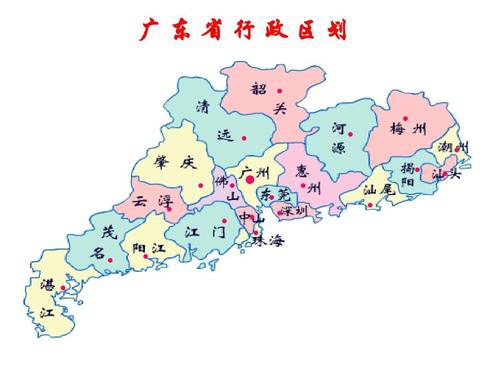 广东省行政区划
韶关
清远
河源
梅州
潮州
肇庆
广州
惠州
揭阳
汕头
佛山
东莞
汕尾
云浮
中山
深圳
珠海
江门
茂名
阳江
湛江